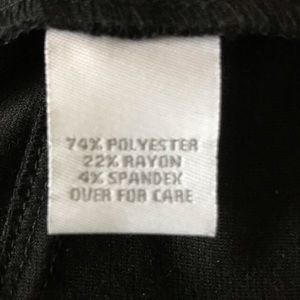 74% POLYESTER
22% RAYON
4% SPANDEX
OVER FOR CARE